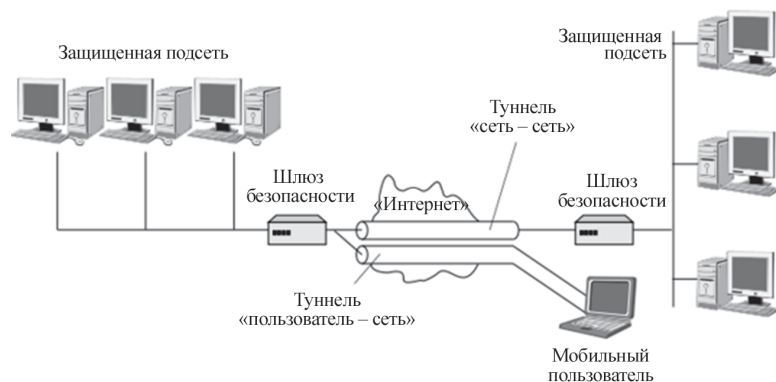 Защищенная подсеть
Защищенная
подсеть
Туннель
«сеть – сеть»
Шлюз
безопасности
«Интернет»
Шлюз
безопасности
Туннель
«пользователь – сеть»
Мобильный
пользователь